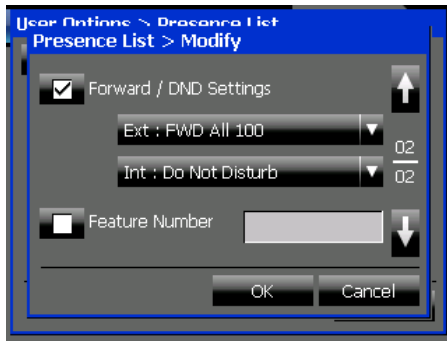 User Options > Presence List
Presence List > Modify
Forward / DND Settings
Ext : FWD All 100
02
Int : Do Not Disturb
02
Feature Number
OK Cancel